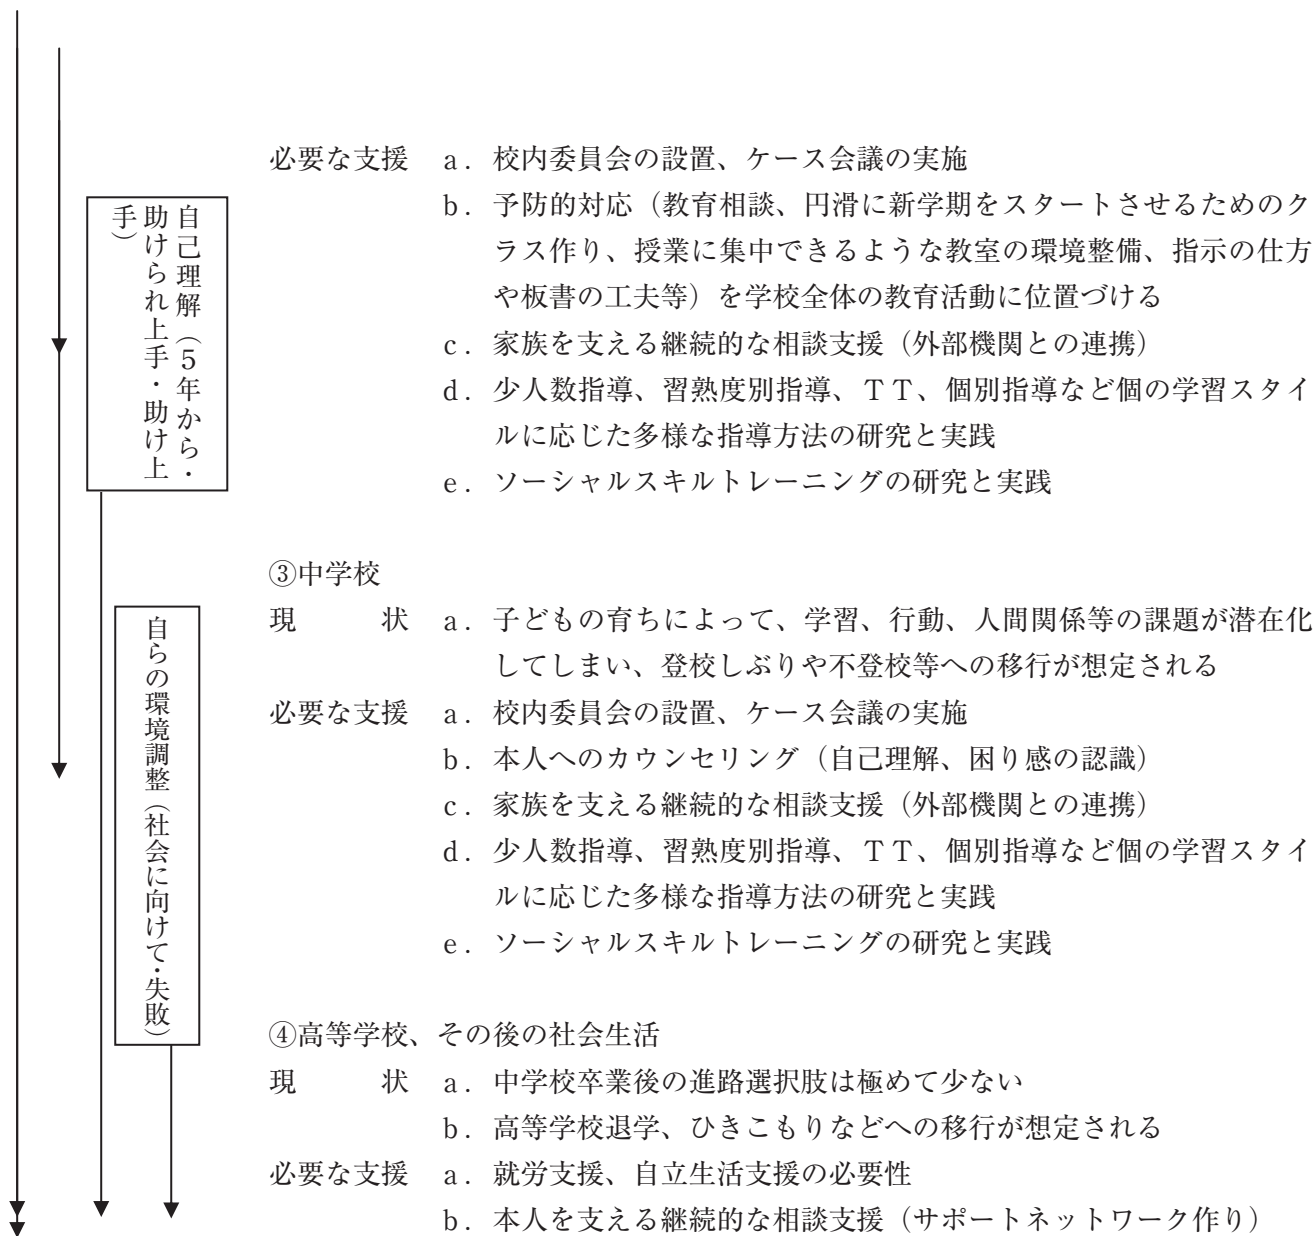 必要な支援　a．校内委員会の設置、ケース会議の実施
b．予防的対応（教育相談、円滑に新学期をスタートさせるためのク
ラス作り、授業に集中できるような教室の環境整備、指示の仕方
や板書の工夫等）を学校全体の教育活動に位置づける
c．家族を支える継続的な相談支援（外部機関との連携）
d．少人数指導、習熟度別指導、ＴＴ、個別指導など個の学習スタイ
ルに応じた多様な指導方法の研究と実践
e．ソーシャルスキルトレーニングの研究と実践
自己理解（５年から・
助けられ上手・助け上
手）
③中学校
現　　　状　a．子どもの育ちによって、学習、行動、人間関係等の課題が潜在化
してしまい、登校しぶりや不登校等への移行が想定される
必要な支援　a．校内委員会の設置、ケース会議の実施
b．本人へのカウンセリング（自己理解、困り感の認識）
c．家族を支える継続的な相談支援（外部機関との連携）
d．少人数指導、習熟度別指導、ＴＴ、個別指導など個の学習スタイ
ルに応じた多様な指導方法の研究と実践
e．ソーシャルスキルトレーニングの研究と実践
自らの環境調整（社会に向けて・失敗）
④高等学校、その後の社会生活
現　　　状　a．中学校卒業後の進路選択肢は極めて少ない
b．高等学校退学、ひきこもりなどへの移行が想定される
必要な支援　a．就労支援、自立生活支援の必要性
b．本人を支える継続的な相談支援（サポートネットワーク作り）